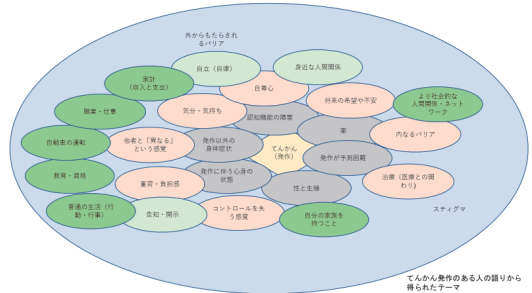 外からもたらさ
れるバリア
自立（自律）
身近な人間関係
家計
（収入と支出）
自尊心
将来の希望や不安
より社会的な
人間関係・ネット
ワーク
職業・仕事
気分・気持ち
認知機能の障害
薬
内なるバリア
自動車の運転
他者と「異なる」
という感覚
発作以外の
身体症状
てんかん
（発作）
発作が予測困難
教育・資格
重荷・負担感
発作に伴う心身の
状態
性と生殖
治療（医療との関
わり）
普通の生活（行
動・行事）
告知・開示
コントロールを失
う感覚
自分の家族を
持つこと
スティグマ
てんかん発作のある人の語りから
得られたテーマ